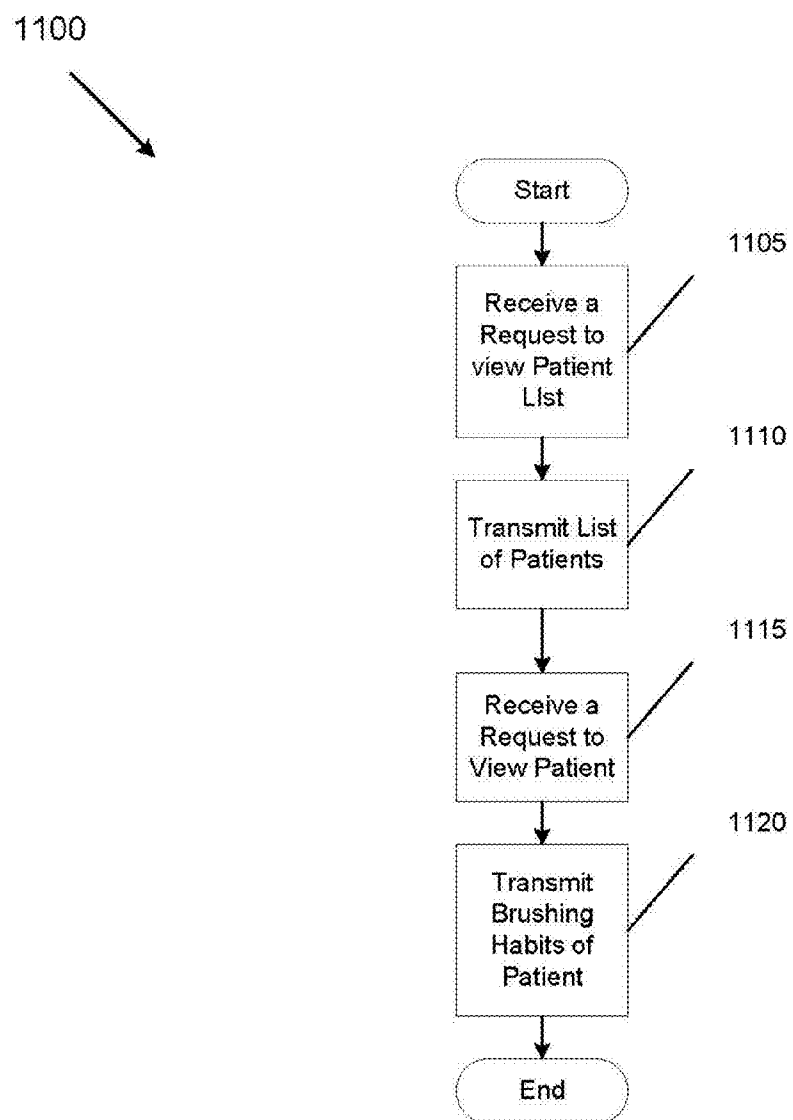 1100
Start
1105
Receive a
Request to
view Patient
LIst
1110
Transmit List
of Patients
1115
Receive a
Request to
View Patient
1120
Transmit
Brushing
Habits of
Patient
End